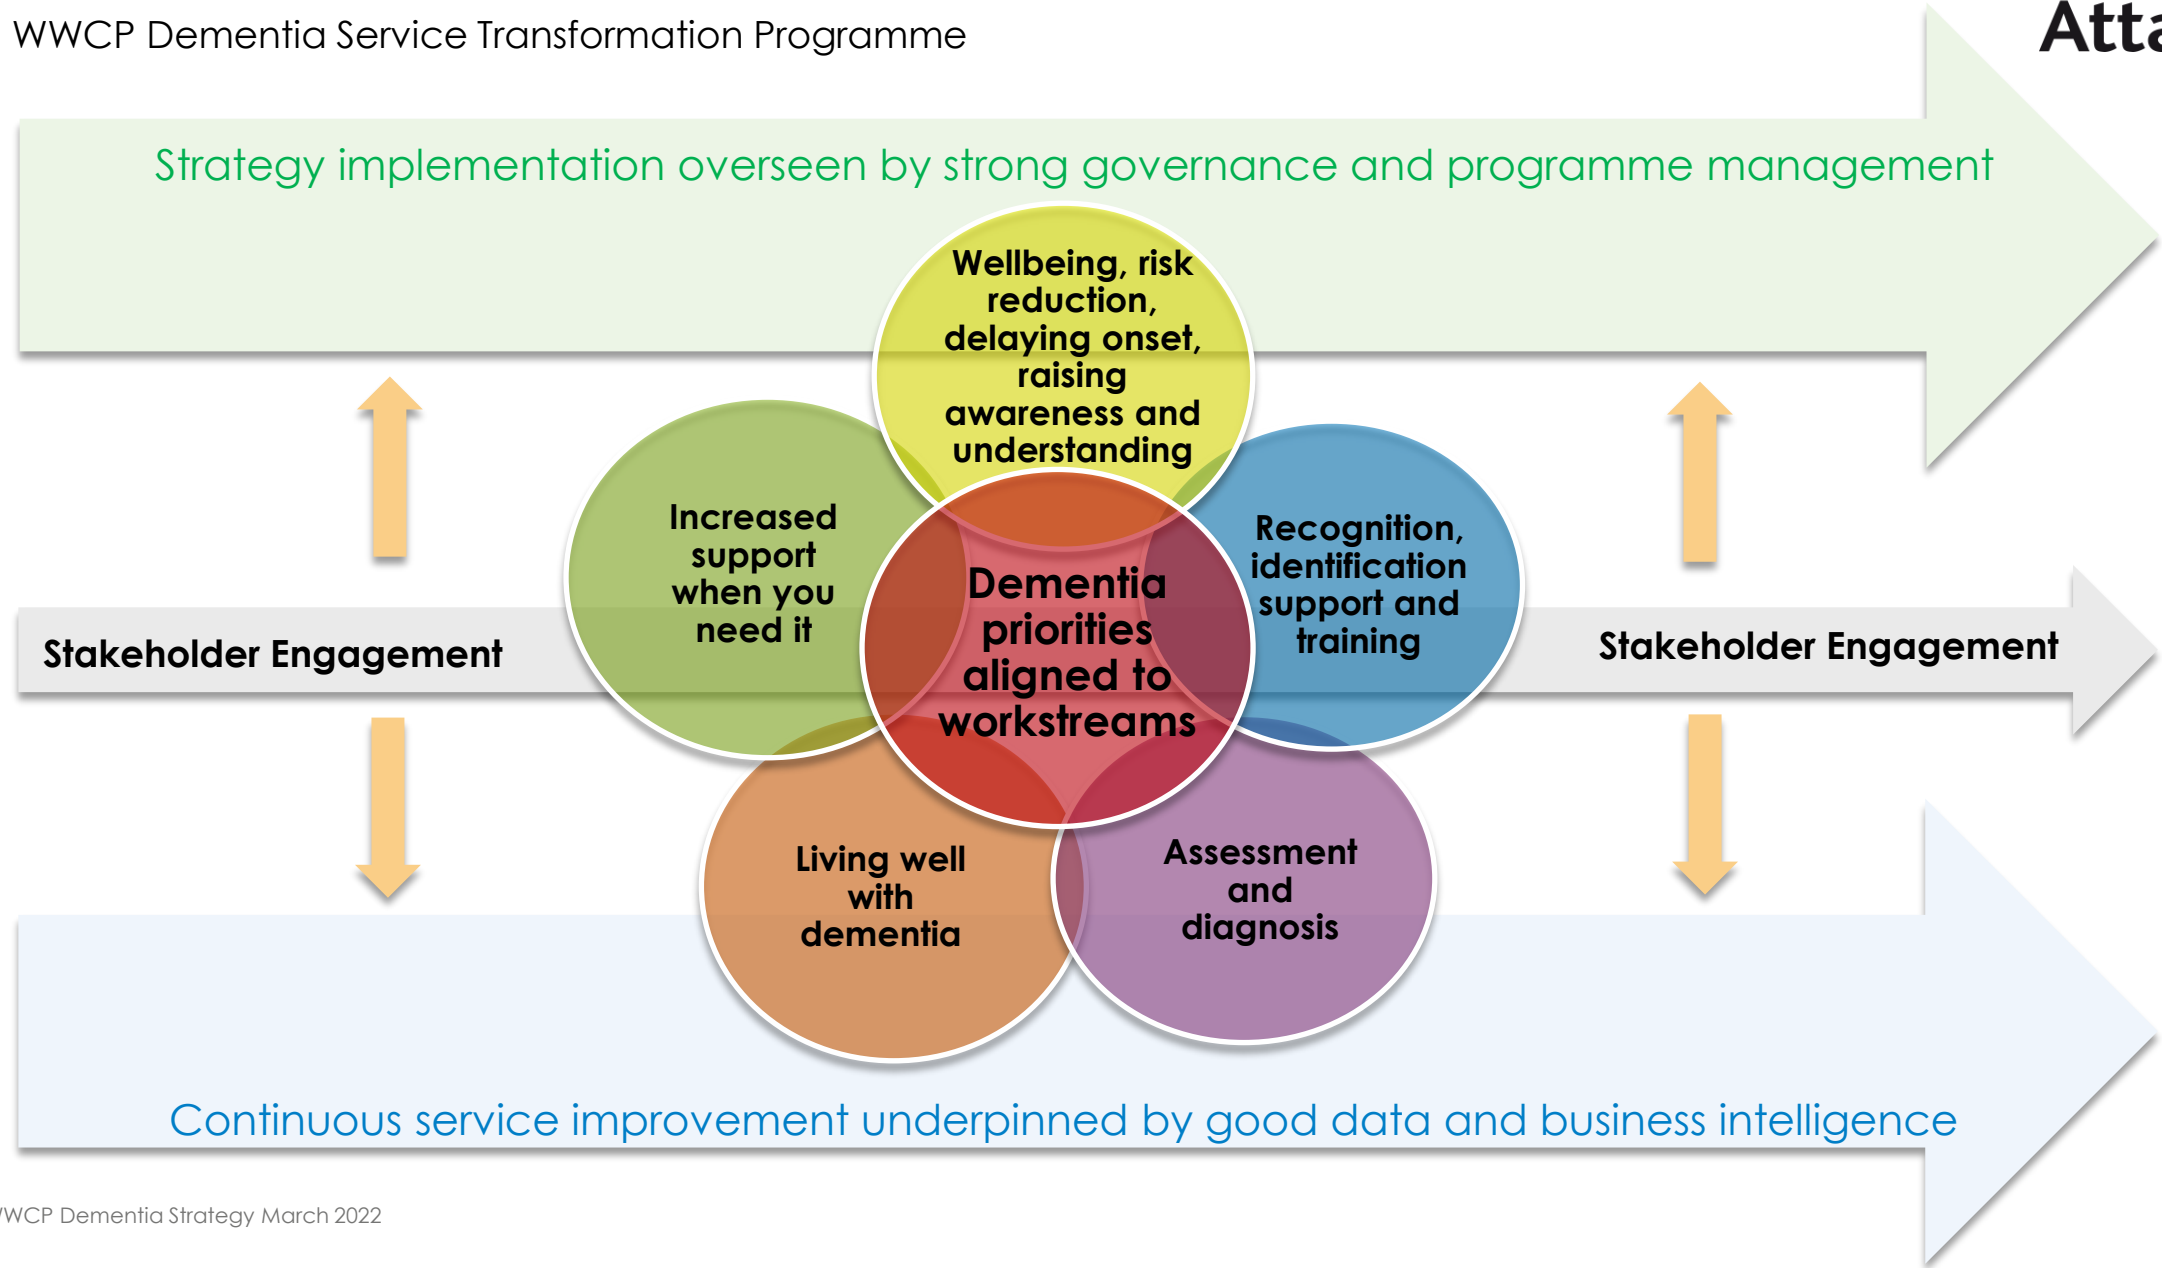 WWCP Dementia Service Transformation Programme
Atta
Strategy implementation overseen by strong governance and programme management
Wellbeing, risk
reduction,
delaying onset,
raising
awareness and
understanding
Increased
support
when you
need it
Recognition,
identification
support and
training
Dementia
priorities
aligned to
workstreams
Stakeholder Engagement
Stakeholder Engagement
Living well
with
dementia
Assessment
and
diagnosis
Continuous service improvement underpinned by good data and business intelligence
WWCP Dementia Strategy March 2022